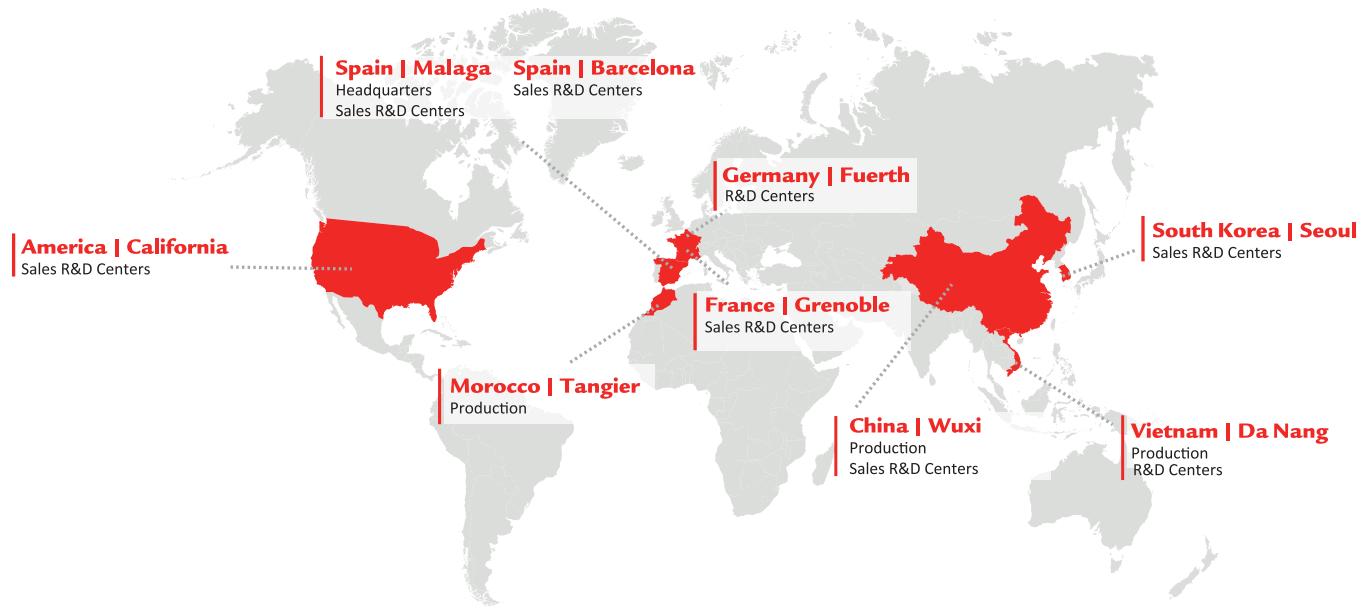 Spain | Malaga
Headquarters
Sales R&D Centers
Spain | Barcelona
Sales R&D Centers
Germany | Fuerth
R&D Centers
America | California
Sales R&D Centers
South Korea | Seoul
Sales R&D Centers
France | Grenoble
Sales R&D Centers
Morocco | Tangier
Production
China | Wuxi
Production
Sales R&D Centers
Vietnam | Da Nang
Production
R&D Centers